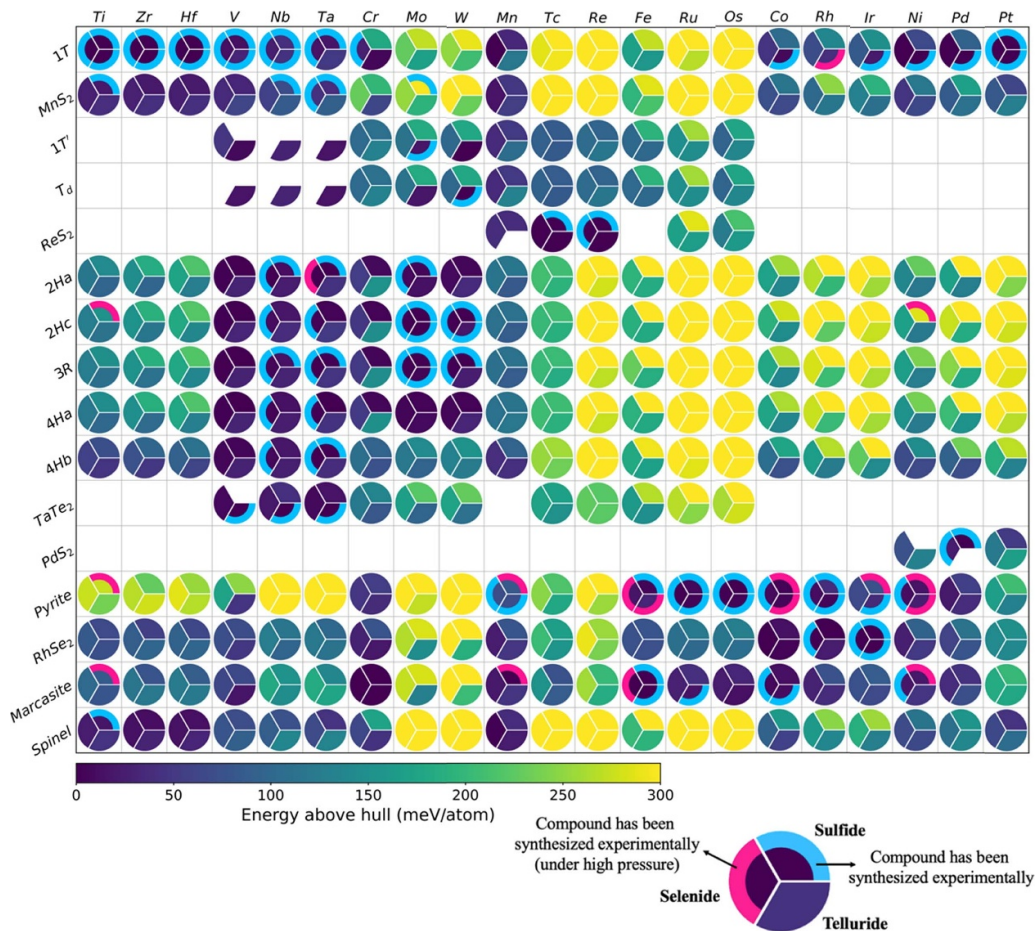 Ti Zr Hf V Nb Ta Cr Mo W Mn Tc Re Fe Ru Os Co Rh Ir Ni Pd Pt
1T
MnS₂
1T'
T_d
ReS₂
2Ha
2Hc
3R
4Ha
4Hb
TaTe₂
PdS₂
Pyrite
RhSe₂
Marcasite
Spinel
0 50 100 150 200 250 300
Energy above hull (meV/atom)
Compound has been
synthesized experimentally
(under high pressure)
Sulfide
Compound has been
synthesized experimentally
Selenide
Telluride